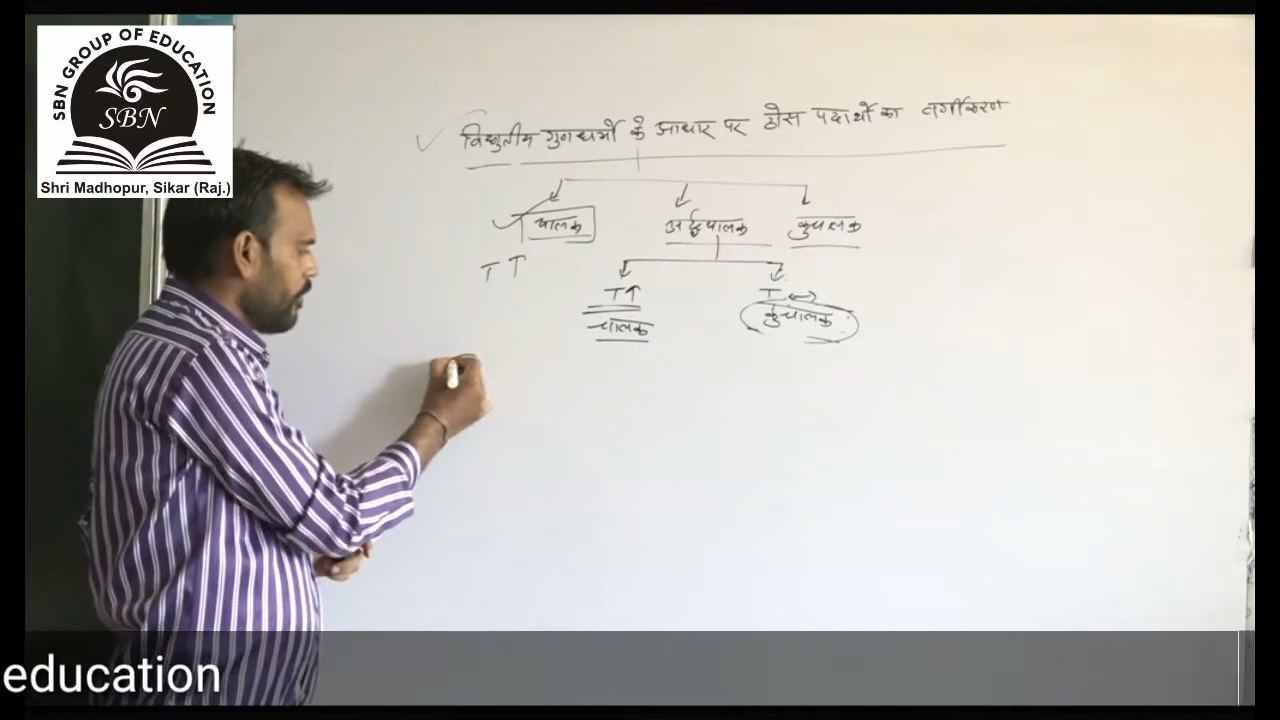 SBN GROUP OF EDUCATION
SBN
Shri Madhopur, Sikar (Raj.)
विद्युतीय गुणधर्मो के आधार पर ठोस पदार्थो का वर्गीकरण
चालक अर्द्धचालक कुचालक
T↑ T↑ T
चालक कुचालक
education